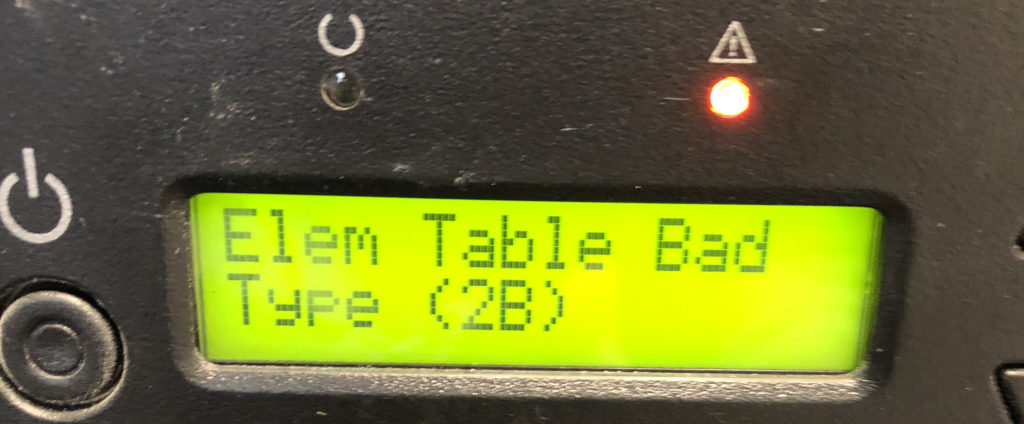 Elem Table Bad
Type (2B)